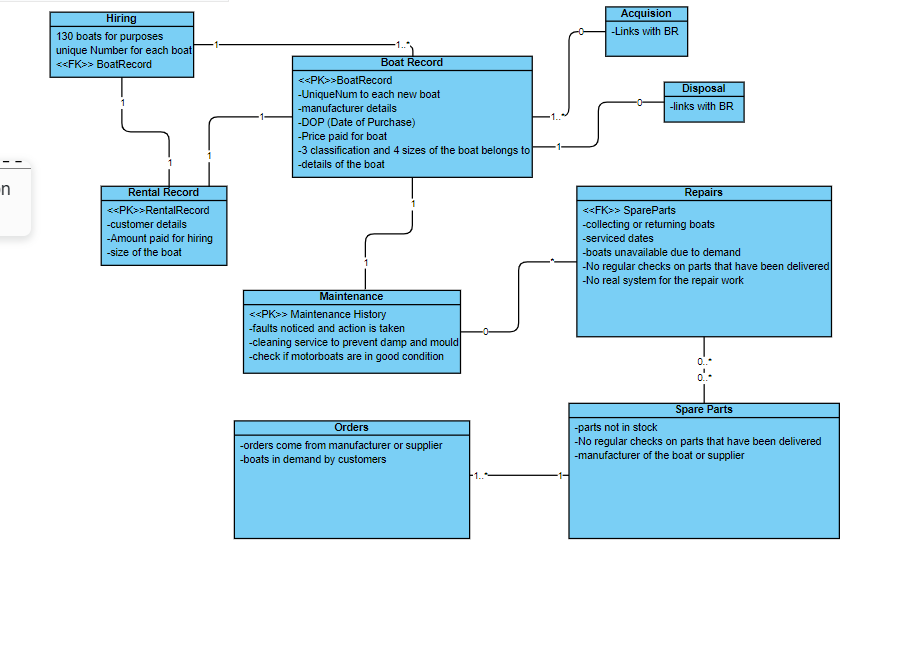 Hiring
130 boats for purposes
unique Number for each boat
<<FK>> BoatRecord
1
1..*
Acquision
-Links with BR
0
Boat Record
<<PK>>BoatRecord
-UniqueNum to each new boat
-manufacturer details
-DOP (Date of Purchase)
-Price paid for boat
-3 classification and 4 sizes of the boat belongs to
-details of the boat
Disposal
-links with BR
0
1
1
1..*
1
1
1
n
Rental Record
<<PK>>RentalRecord
-customer details
-Amount paid for hiring
-size of the boat
Repairs
<<FK>> SpareParts
-collecting or returning boats
-serviced dates
-boats unavailable due to demand
-No regular checks on parts that have been delivered
-No real system for the repair work
1
1
*
Maintenance
<<PK>> Maintenance History
-faults noticed and action is taken
-cleaning service to prevent damp and mould
-check if motorboats are in good condition
0
0..*
0..*
Orders
-orders come from manufacturer or supplier
-boats in demand by customers
Spare Parts
-parts not in stock
-No regular checks on parts that have been delivered
-manufacturer of the boat or supplier
1..*
1